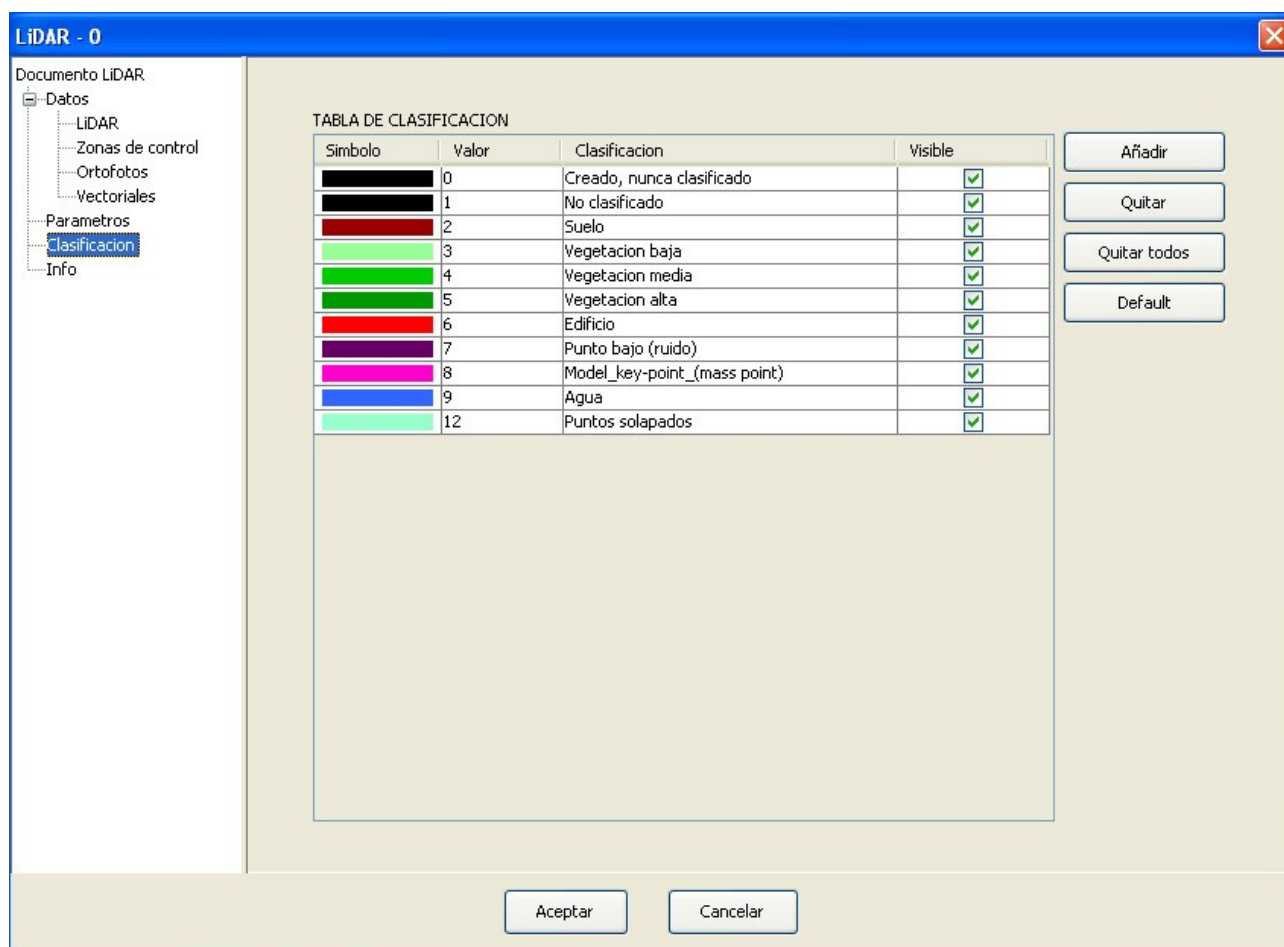 LiDAR - 0
Documento LiDAR
Datos
LiDAR
Zonas de control
Ortofotos
Vectoriales
Parametros
Clasificacion
Info
TABLA DE CLASIFICACION
Simbolo Valor Clasificacion Visible
0 Creado, nunca clasificado
1 No clasificado
2 Suelo
3 Vegetacion baja
4 Vegetacion media
5 Vegetacion alta
6 Edificio
7 Punto bajo (ruido)
8 Model_key-point_(mass point)
9 Agua
12 Puntos solapados
Añadir
Quitar
Quitar todos
Default
Aceptar Cancelar